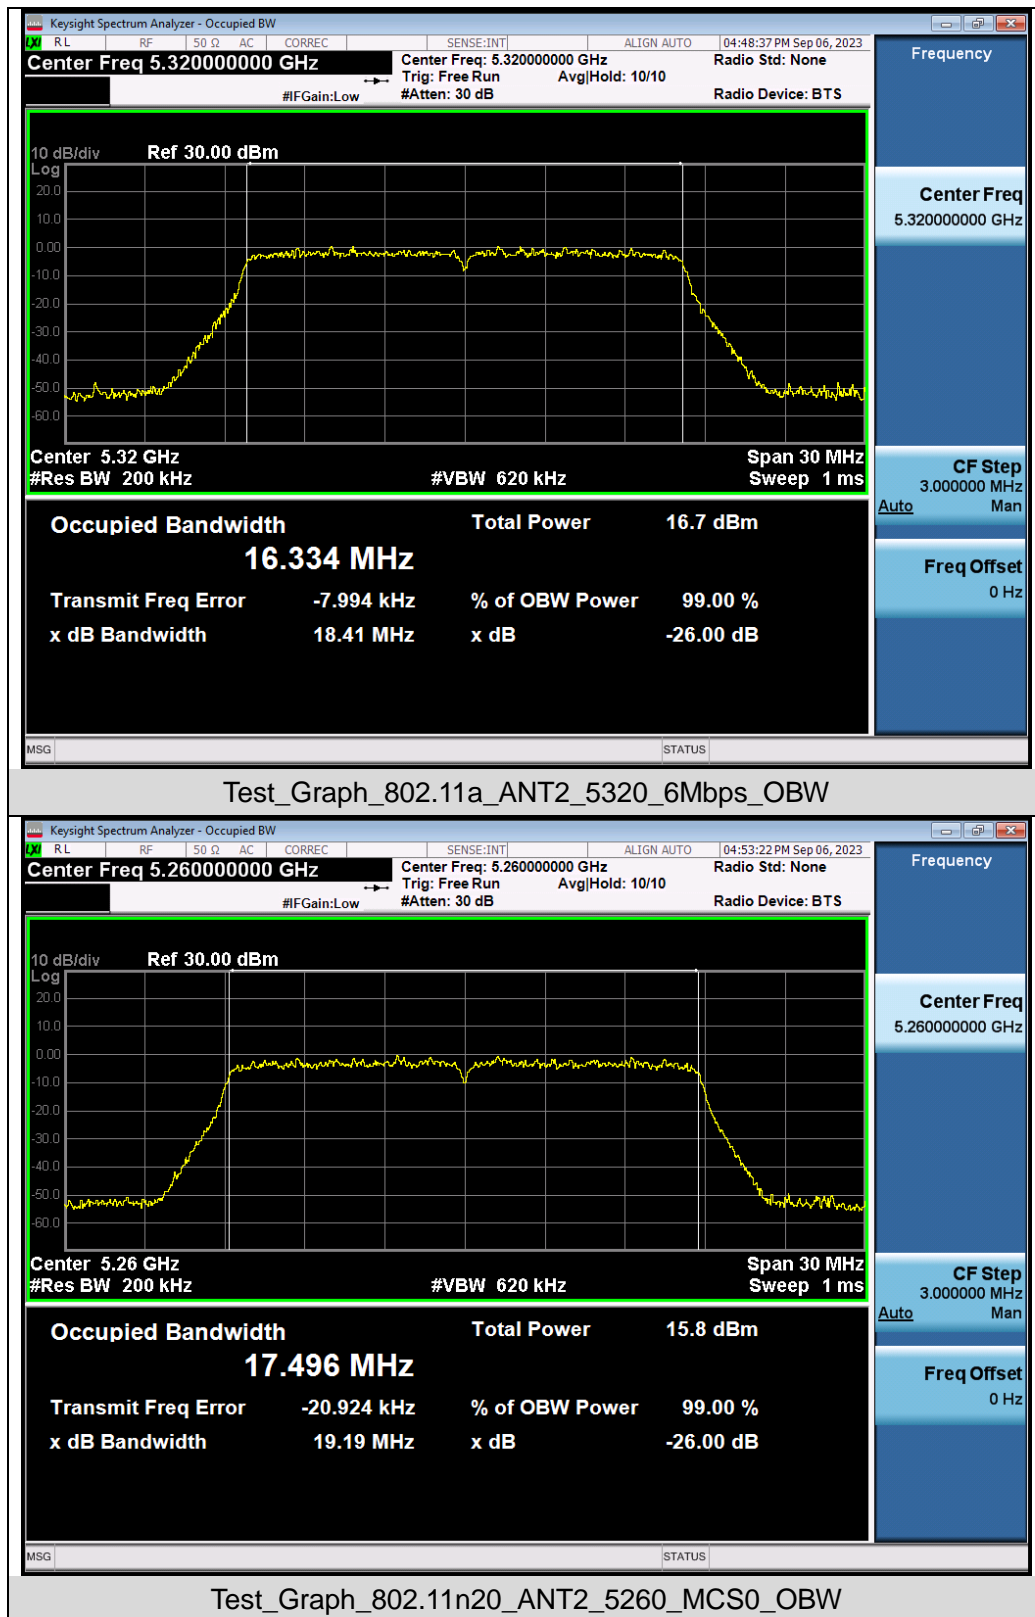 Keysight Spectrum Analyzer - Occupied BW
LXI RL RF 50 Ω AC CORREC SENSE:INT ALIGN AUTO 04:48:37 PM Sep 06, 2023
Center Freq 5.320000000 GHz
Center Freq: 5.320000000 GHz Radio Std: None
Trig: Free Run Avg|Hold: 10/10
#IFGain:Low #Atten: 30 dB Radio Device: BTS
Frequency
10 dB/div Ref 30.00 dBm
Log
20.0
10.0
0.00
-10.0
-20.0
-30.0
-40.0
-50.0
-60.0
Center 5.32 GHz Span 30 MHz
#Res BW 200 kHz #VBW 620 kHz Sweep 1 ms
Center Freq
5.320000000 GHz
CF Step
3.000000 MHz
Auto Man
Freq Offset
0 Hz
Occupied Bandwidth Total Power 16.7 dBm
16.334 MHz
Transmit Freq Error -7.994 kHz % of OBW Power 99.00 %
x dB Bandwidth 18.41 MHz x dB -26.00 dB
MSG STATUS
Test_Graph_802.11a_ANT2_5320_6Mbps_OBW
Keysight Spectrum Analyzer - Occupied BW
LXI RL RF 50 Ω AC CORREC SENSE:INT ALIGN AUTO 04:53:22 PM Sep 06, 2023
Center Freq 5.260000000 GHz
Center Freq: 5.260000000 GHz Radio Std: None
Trig: Free Run Avg|Hold: 10/10
#IFGain:Low #Atten: 30 dB Radio Device: BTS
Frequency
10 dB/div Ref 30.00 dBm
Log
20.0
10.0
0.00
-10.0
-20.0
-30.0
-40.0
-50.0
-60.0
Center 5.26 GHz Span 30 MHz
#Res BW 200 kHz #VBW 620 kHz Sweep 1 ms
Center Freq
5.260000000 GHz
CF Step
3.000000 MHz
Auto Man
Freq Offset
0 Hz
Occupied Bandwidth Total Power 15.8 dBm
17.496 MHz
Transmit Freq Error -20.924 kHz % of OBW Power 99.00 %
x dB Bandwidth 19.19 MHz x dB -26.00 dB
MSG STATUS
Test_Graph_802.11n20_ANT2_5260_MCS0_OBW